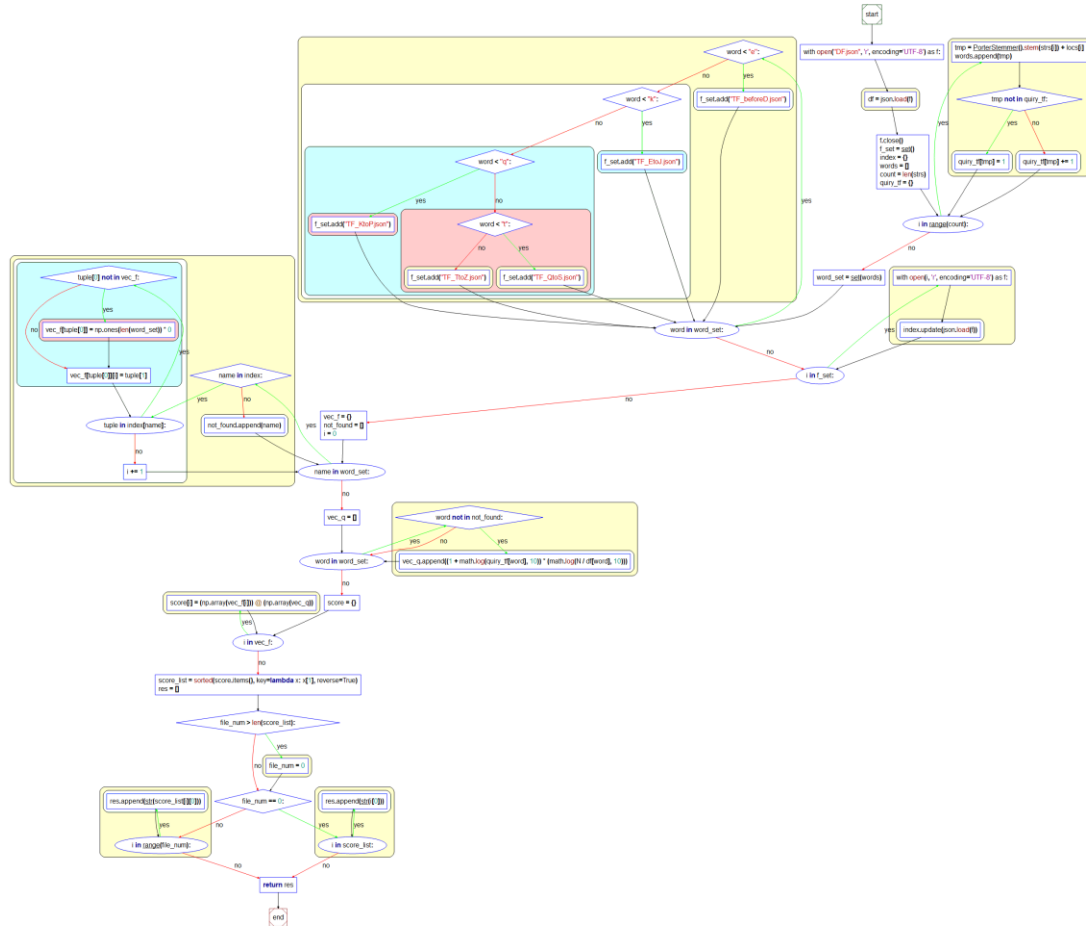 start
with open("DF.json", 'r', encoding='UTF-8') as f:
df = json.load(f)
f.close()
f_set = set()
index = {}
words = []
count = len(strs)
quiry_tf = {}
i in range(count):
yes
tmp = PorterStemmer().stem(strs[i]) + locs[i]
words.append(tmp)
tmp not in quiry_tf:
yes
no
quiry_tf[tmp] = 1
quiry_tf[tmp] += 1
no
word_set = set(words)
word in word_set:
yes
word < "e":
no
yes
f_set.add("TF_beforeD.json")
word < "k":
no
yes
f_set.add("TF_EtoJ.json")
word < "q":
yes
no
f_set.add("TF_KtoP.json")
word < "t":
no
yes
f_set.add("TF_TtoZ.json")
f_set.add("TF_QtoS.json")
no
i in f_set:
yes
with open(i, 'r', encoding='UTF-8') as f:
index.update(json.load(f))
no
vec_f = {}
not_found = []
i = 0
name in word_set:
yes
name in index:
yes
no
not_found.append(name)
tuple in index[name]:
yes
tuple[0] not in vec_f:
yes
no
vec_f[tuple[0]] = np.ones(len(word_set)) * 0
vec_f[tuple[0]][i] = tuple[1]
no
i += 1
no
vec_q = []
word in word_set:
yes
no
word not in not_found:
yes
vec_q.append((1 + math.log(quiry_tf[word], 10)) * (math.log(N / df[word], 10)))
no
score = {}
i in vec_f:
yes
score[i] = (np.array(vec_f[i])) @ (np.array(vec_q))
no
score_list = sorted(score.items(), key=lambda x: x[1], reverse=True)
res = []
file_num > len(score_list):
yes
no
file_num = 0
file_num == 0:
no
yes
res.append(str(score_list[i][0]))
yes
i in range(file_num):
res.append(str(i[0]))
yes
i in score_list:
no
no
return res
end